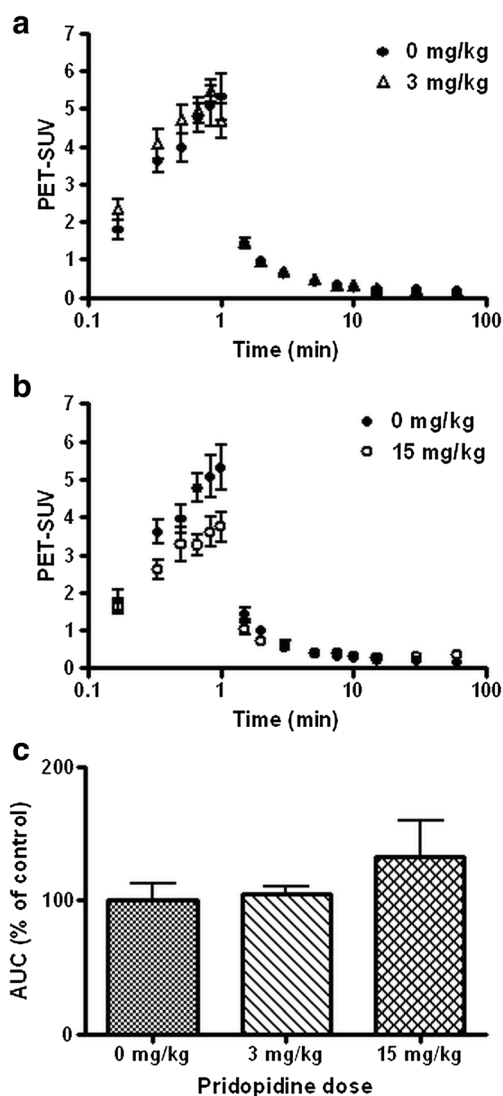 a
0 mg/kg
3 mg/kg
PET-SUV
7
6
5
4
3
2
1
0
0.1 1 10 100
Time (min)
b
0 mg/kg
15 mg/kg
PET-SUV
7
6
5
4
3
2
1
0
0.1 1 10 100
Time (min)
c
AUC (% of control)
200
100
0
0 mg/kg 3 mg/kg 15 mg/kg
Pridopidine dose